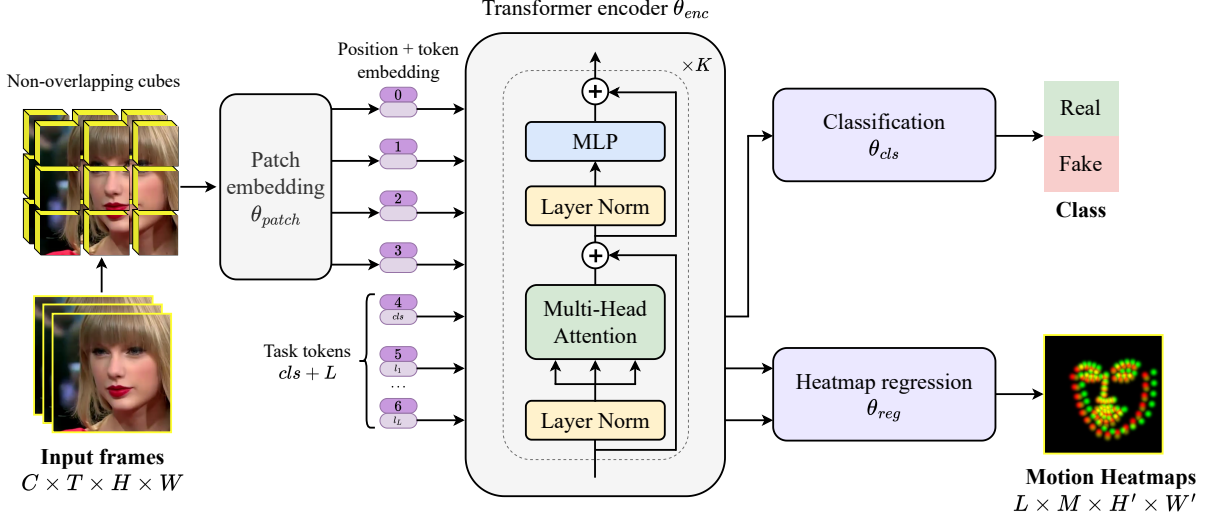 Transformer encoder θenc
Non-overlapping cubes
Position + token
embedding
×K
Patch
embedding
θpatch
0
1
2
3
4
cls
5
l1
...
6
lL
Task tokens
cls + L
MLP
Layer Norm
Multi-Head
Attention
Layer Norm
Classification
θcls
Heatmap regression
θreg
Real
Fake
Class
Input frames
C × T × H × W
Motion Heatmaps
L × M × H′ × W′